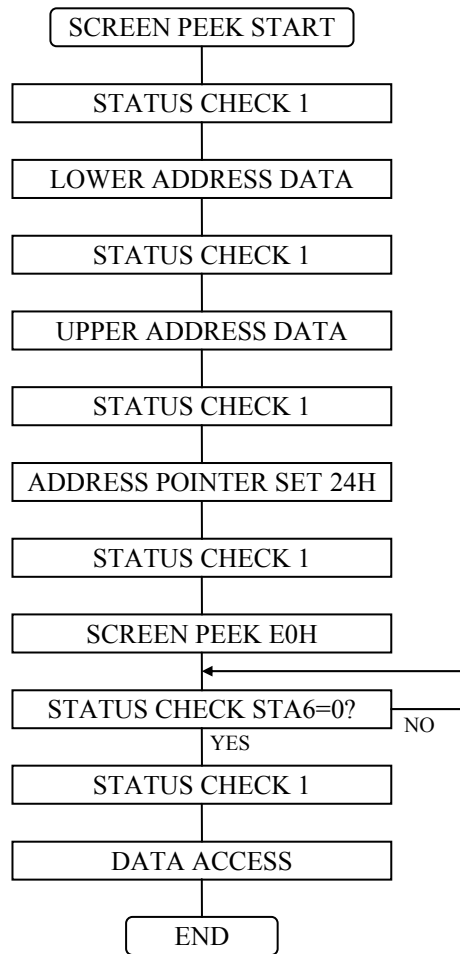 SCREEN PEEK START
STATUS CHECK 1
LOWER ADDRESS DATA
STATUS CHECK 1
UPPER ADDRESS DATA
STATUS CHECK 1
ADDRESS POINTER SET 24H
STATUS CHECK 1
SCREEN PEEK E0H
STATUS CHECK STA6=0?
NO
YES
STATUS CHECK 1
DATA ACCESS
END